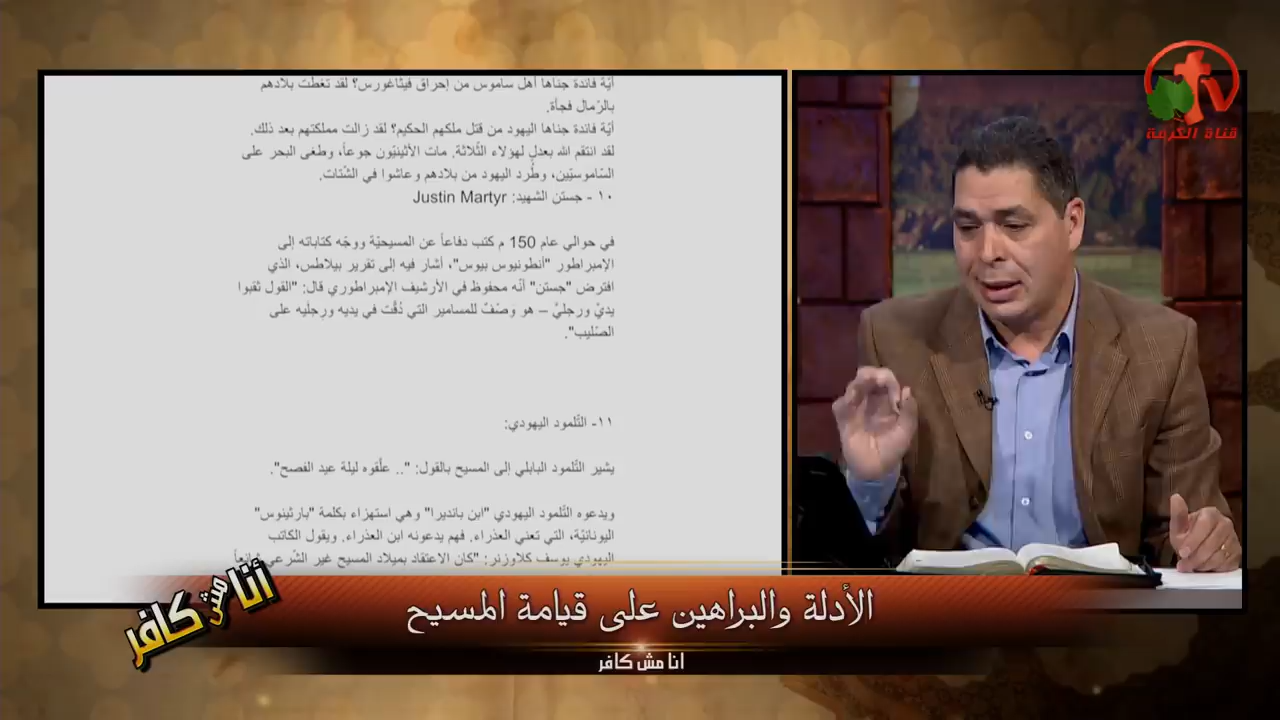 أيّة فائدة جناها أهل ساموس من إحراق فيثاغورس؟ لقد تغطت بلادهم
بالرّمال فجأة.
أيّة فائدة جناها اليهود من قتل ملكهم الحكيم؟ لقد زالت مملكتهم بعد ذلك.
لقد انتقم الله بعدلٍ لهؤلاء الثّلاثة. مات الأثينيّون جوعاً، وطغى البحر على
السّاموسيّين، وطُرد اليهود من بلادهم وعاشوا في الشّتات.
١٠ - جستن الشهيد: Justin Martyr
في حوالي عام 150 م كتب دفاعاً عن المسيحيّة ووجّه كتاباته إلى
الإمبراطور "أنطونيوس بيوس"، أشار فيه إلى تقرير بيلاطس، الذي
افترض "جستن" أنّه محفوظ في الأرشيف الإمبراطوري قال: "القول ثقبوا
يديَّ ورجليَّ – هو وَصْفٌ للمسامير التي دُقَّت في يديه ورِجلَيه على
الصّليب".
١١- التّلمود اليهودي:
يشير التّلمود البابلي إلى المسيح بالقول: ".. علَّقوه ليلة عيد الفصح".
ويدعوه التّلمود اليهودي "ابن بانديرا" وهي استهزاء بكلمة "بارثينوس"
اليونانيّة، التي تعني العذراء. فهم يدعونه ابن العذراء. ويقول الكاتب
اليهودي يوسف كلاوزنر: "كان الاعتقاد بميلاد المسيح غير الشّرعي شائعاً
tv
قناة الكرمة
أنا مش كافر
الأدلة والبراهين على قيامة المسيح
انا مش كافر